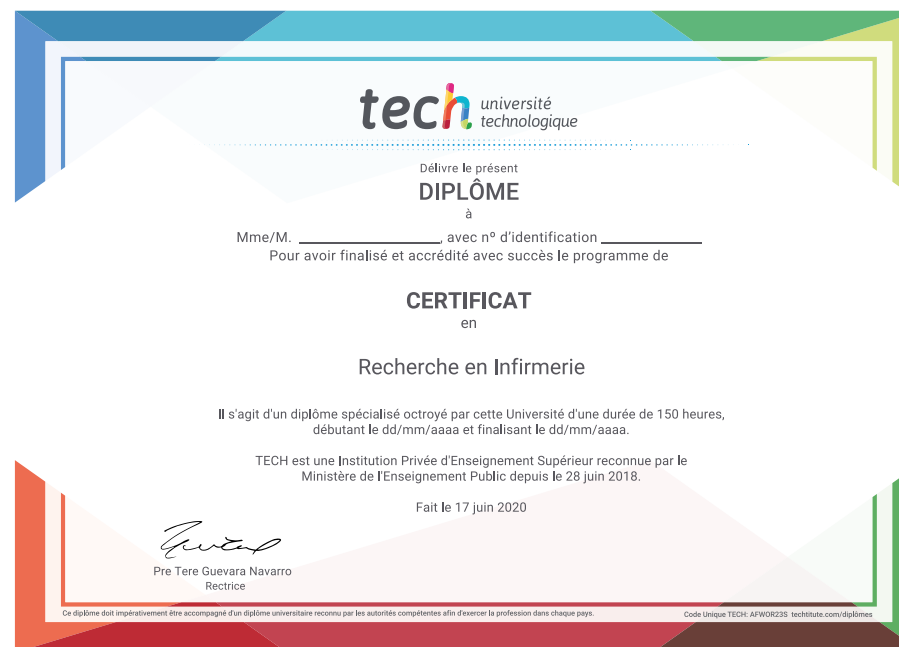 tech université
technologique
Délivre le présent
DIPLÔME
à
Mme/M. ____________________, avec nº d'identification ______________
Pour avoir finalisé et accrédité avec succès le programme de
CERTIFICAT
en
Recherche en Infirmerie
Il s'agit d'un diplôme spécialisé octroyé par cette Université d'une durée de 150 heures,
débutant le dd/mm/aaaa et finalisant le dd/mm/aaaa.
TECH est une Institution Privée d'Enseignement Supérieur reconnue par le
Ministère de l'Enseignement Public depuis le 28 juin 2018.
Fait le 17 juin 2020
Pre Tere Guevara Navarro
Rectrice
Ce diplôme doit impérativement être accompagné d'un diplôme universitaire reconnu par les autorités compétentes afin d'exercer la profession dans chaque pays.
Code Unique TECH: AFWOR23S techtitute.com/diplômes